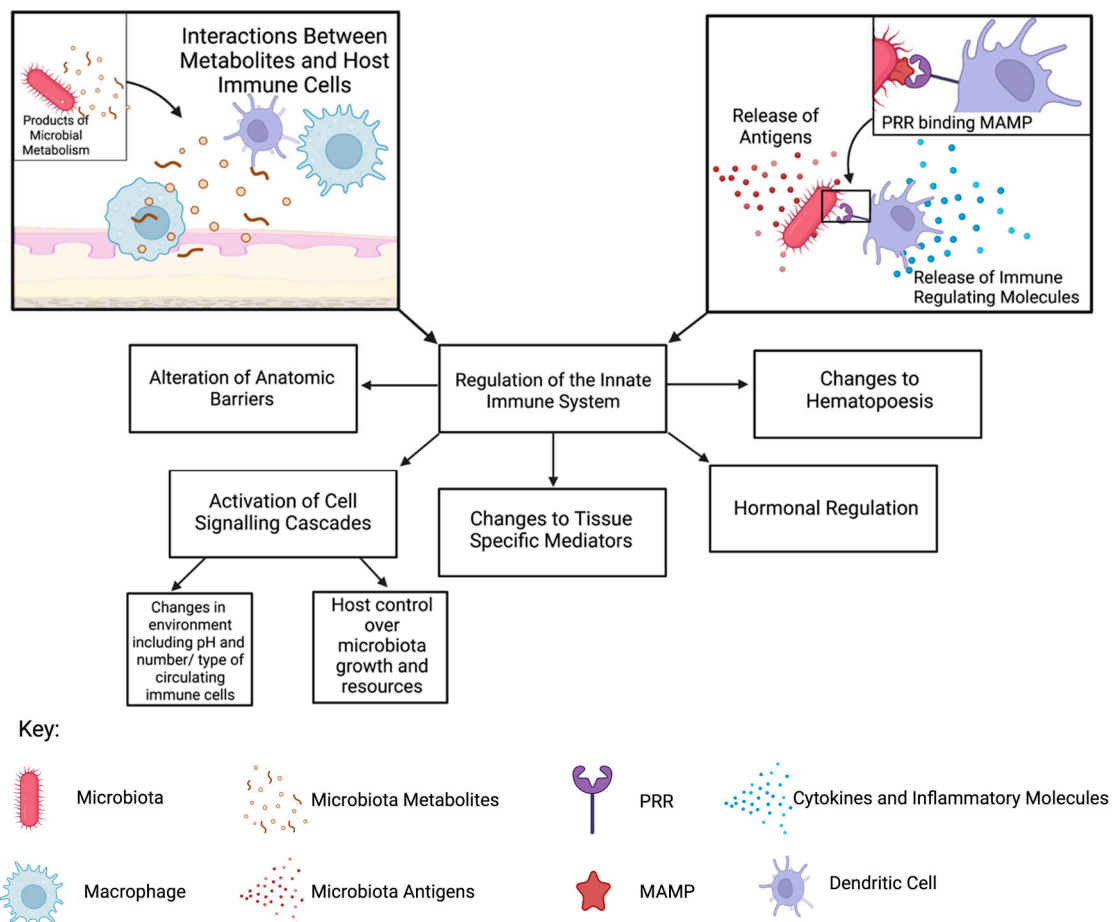 Interactions Between
Metabolites and Host
Immune Cells
Products of
Microbial
Metabolism
PRR binding MAMP
Release of
Antigens
Release of Immune
Regulating Molecules
Alteration of Anatomic
Barriers
Regulation of the Innate
Immune System
Changes to
Hematopoesis
Activation of Cell
Signalling Cascades
Changes to Tissue
Specific Mediators
Hormonal Regulation
Changes in
environment
including pH and
number/ type of
circulating
immune cells
Host control
over
microbiota
growth and
resources
Key:
Microbiota
Microbiota Metabolites
PRR
Cytokines and Inflammatory Molecules
Macrophage
Microbiota Antigens
MAMP
Dendritic Cell